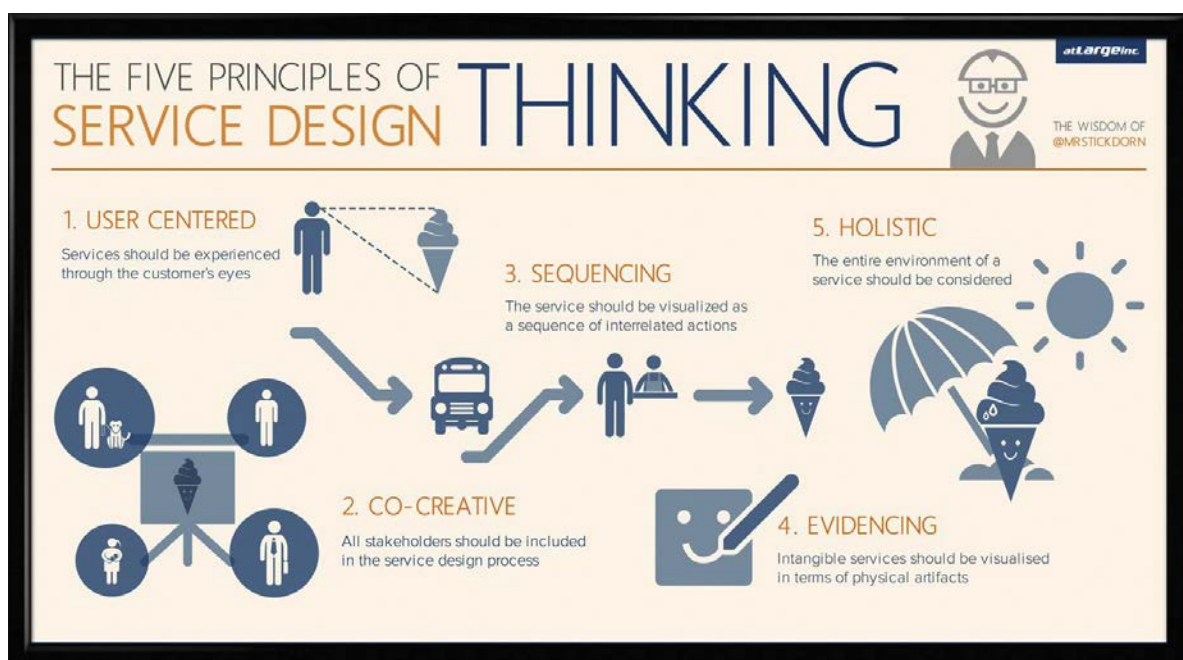 THE FIVE PRINCIPLES OF
SERVICE DESIGN
THINKING
atLargeinc.
THE WISDOM OF
@MRSTICKDORN
1. USER CENTERED
Services should be experienced
through the customer's eyes
2. CO-CREATIVE
All stakeholders should be included
in the service design process
3. SEQUENCING
The service should be visualized as
a sequence of interrelated actions
4. EVIDENCING
Intangible services should be visualised
in terms of physical artifacts
5. HOLISTIC
The entire environment of a
service should be considered